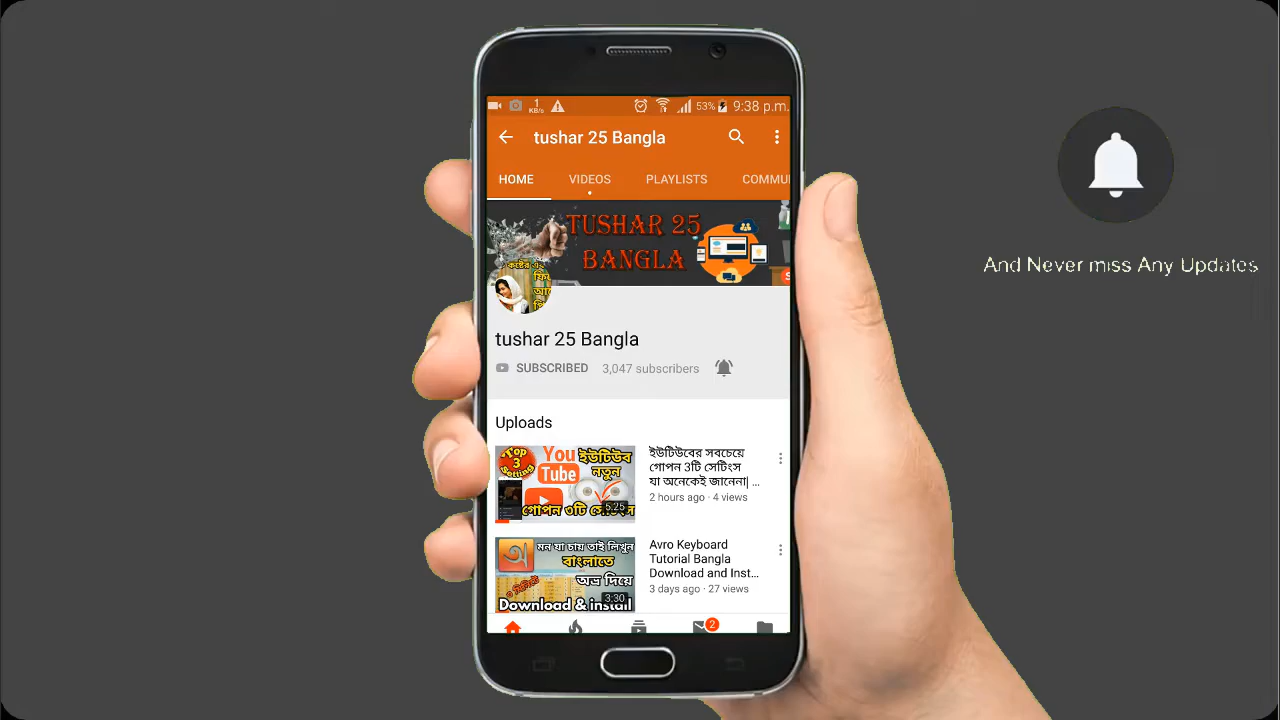 1
KB/s
53%
9:38 p.m.
tushar 25 Bangla
HOME
VIDEOS
PLAYLISTS
COMMU
TUSHAR 25
BANGLA
কষ্টের
ফি
And Never miss Any Updates
tushar 25 Bangla
SUBSCRIBED
3,047 subscribers
Uploads
Top
3
Setting
You
Tube
ইউটিউব
নতুন
গোপন ৩টি সেটিংস
5:25
ইউটিউবের সবচেয়ে
গোপন 3টি সেটিংস
যা অনেকেই জানেনা| ...
2 hours ago · 4 views
অ
মন যা চায় তাই লিখুন
বাংলাতে
অভ্র দিয়ে
Download & install
3:30
Avro Keyboard
Tutorial Bangla
Download and Inst...
3 days ago · 27 views
2